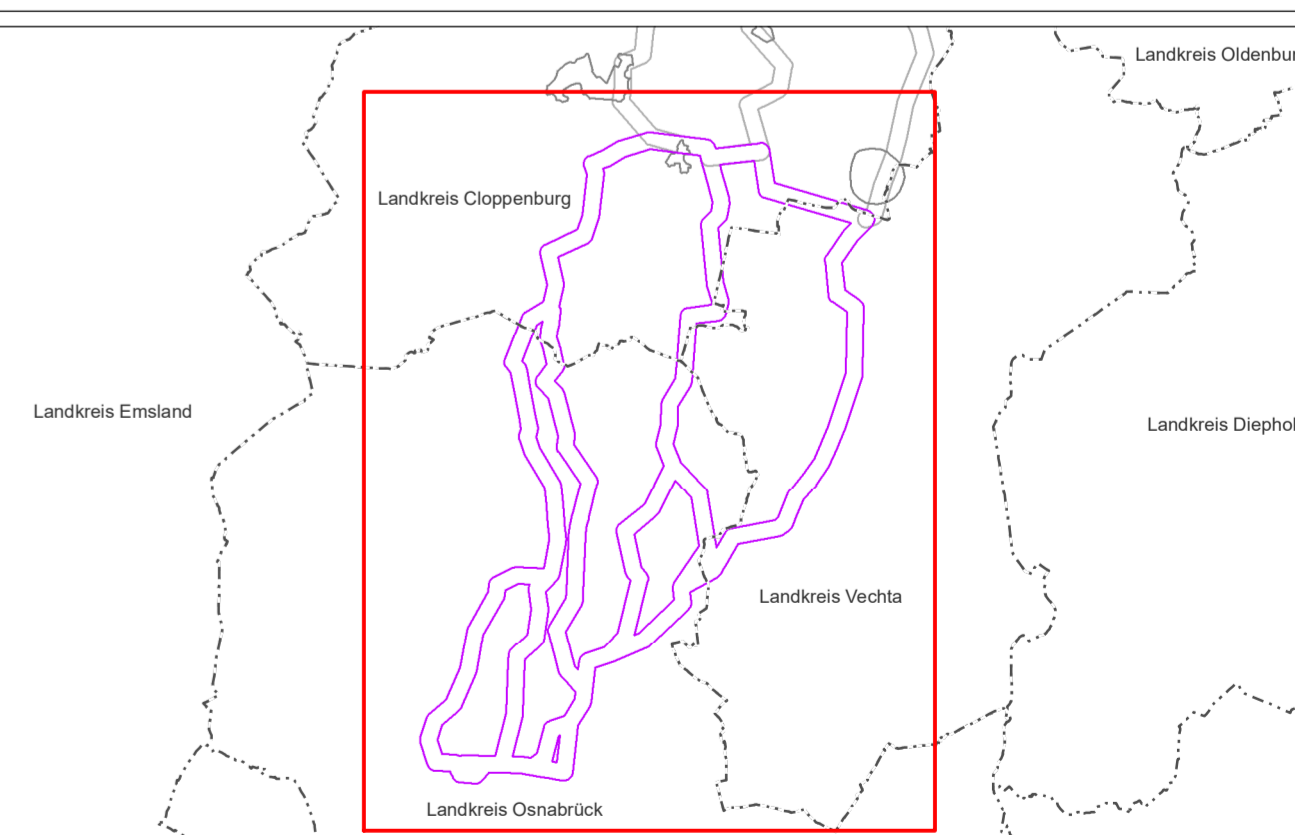 Landkreis Oldenbur
Landkreis Cloppenburg
Landkreis Emsland
Landkreis Diephol
Landkreis Vechta
Landkreis Osnabrück